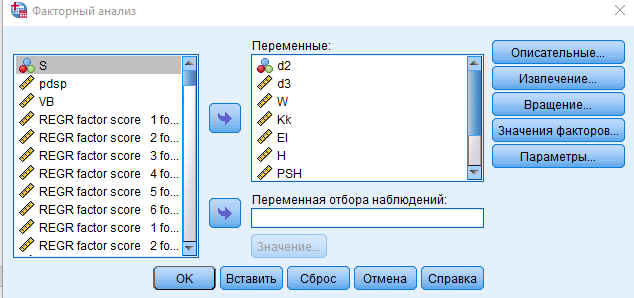 Факторный анализ
S
pdsp
VB
REGR factor score 1 fo...
REGR factor score 2 fo...
REGR factor score 3 fo...
REGR factor score 4 fo...
REGR factor score 5 fo...
REGR factor score 6 fo...
REGR factor score 1 fo...
REGR factor score 2 fo...
Переменные:
d2
d3
W
Kk
EI
H
PSH
Переменная отбора наблюдений:
Значение...
Описательные...
Извлечение...
Вращение...
Значения факторов...
Параметры...
OK Вставить Сброс Отмена Справка